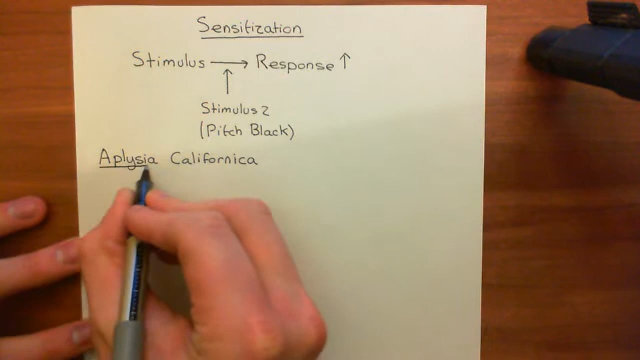 Sensitization
Stimulus → Response ↑
↑
Stimulus 2
(Pitch Black)
Aplysia Californica